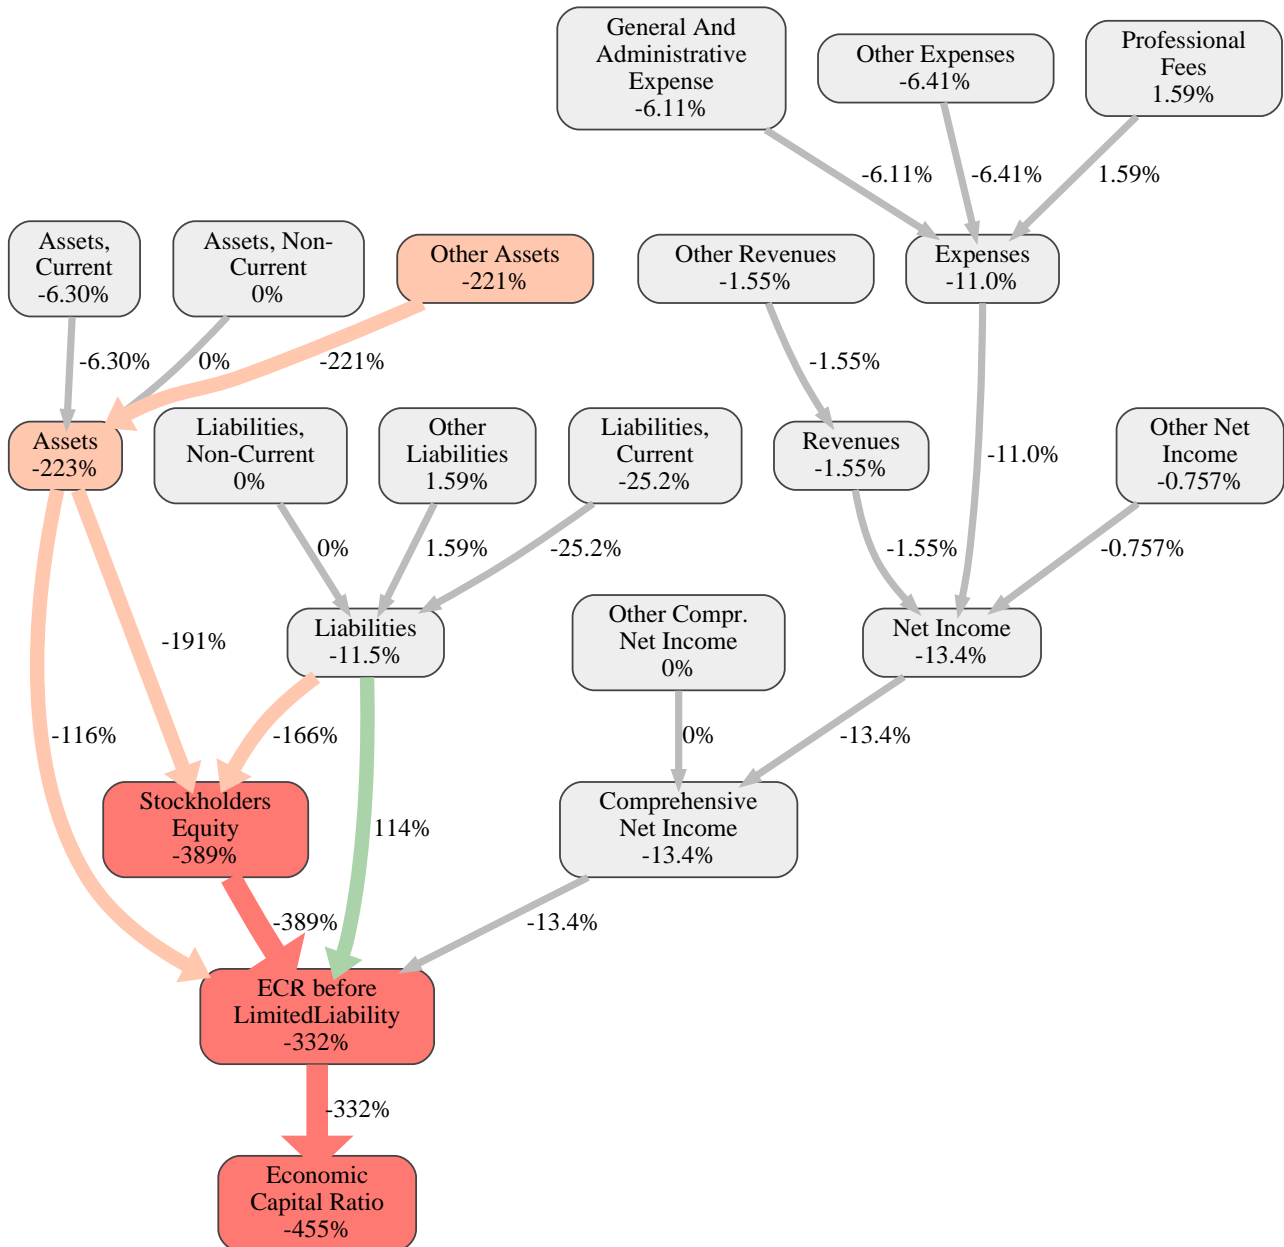 General And
Administrative
Expense
-6.11%
Other Expenses
-6.41%
Professional
Fees
1.59%
-6.11%
-6.41%
1.59%
Assets,
Current
-6.30%
Assets, Non-
Current
0%
Other Assets
-221%
Other Revenues
-1.55%
Expenses
-11.0%
-6.30%
0%
-221%
-1.55%
Assets
-223%
Liabilities,
Non-Current
0%
Other
Liabilities
1.59%
Liabilities,
Current
-25.2%
Revenues
-1.55%
-11.0%
Other Net
Income
-0.757%
0%
1.59%
-25.2%
-1.55%
-0.757%
-191%
Liabilities
-11.5%
Other Compr.
Net Income
0%
Net Income
-13.4%
-116%
-166%
0%
-13.4%
Stockholders
Equity
-389%
114%
Comprehensive
Net Income
-13.4%
-389%
-13.4%
ECR before
LimitedLiability
-332%
-332%
Economic
Capital Ratio
-455%